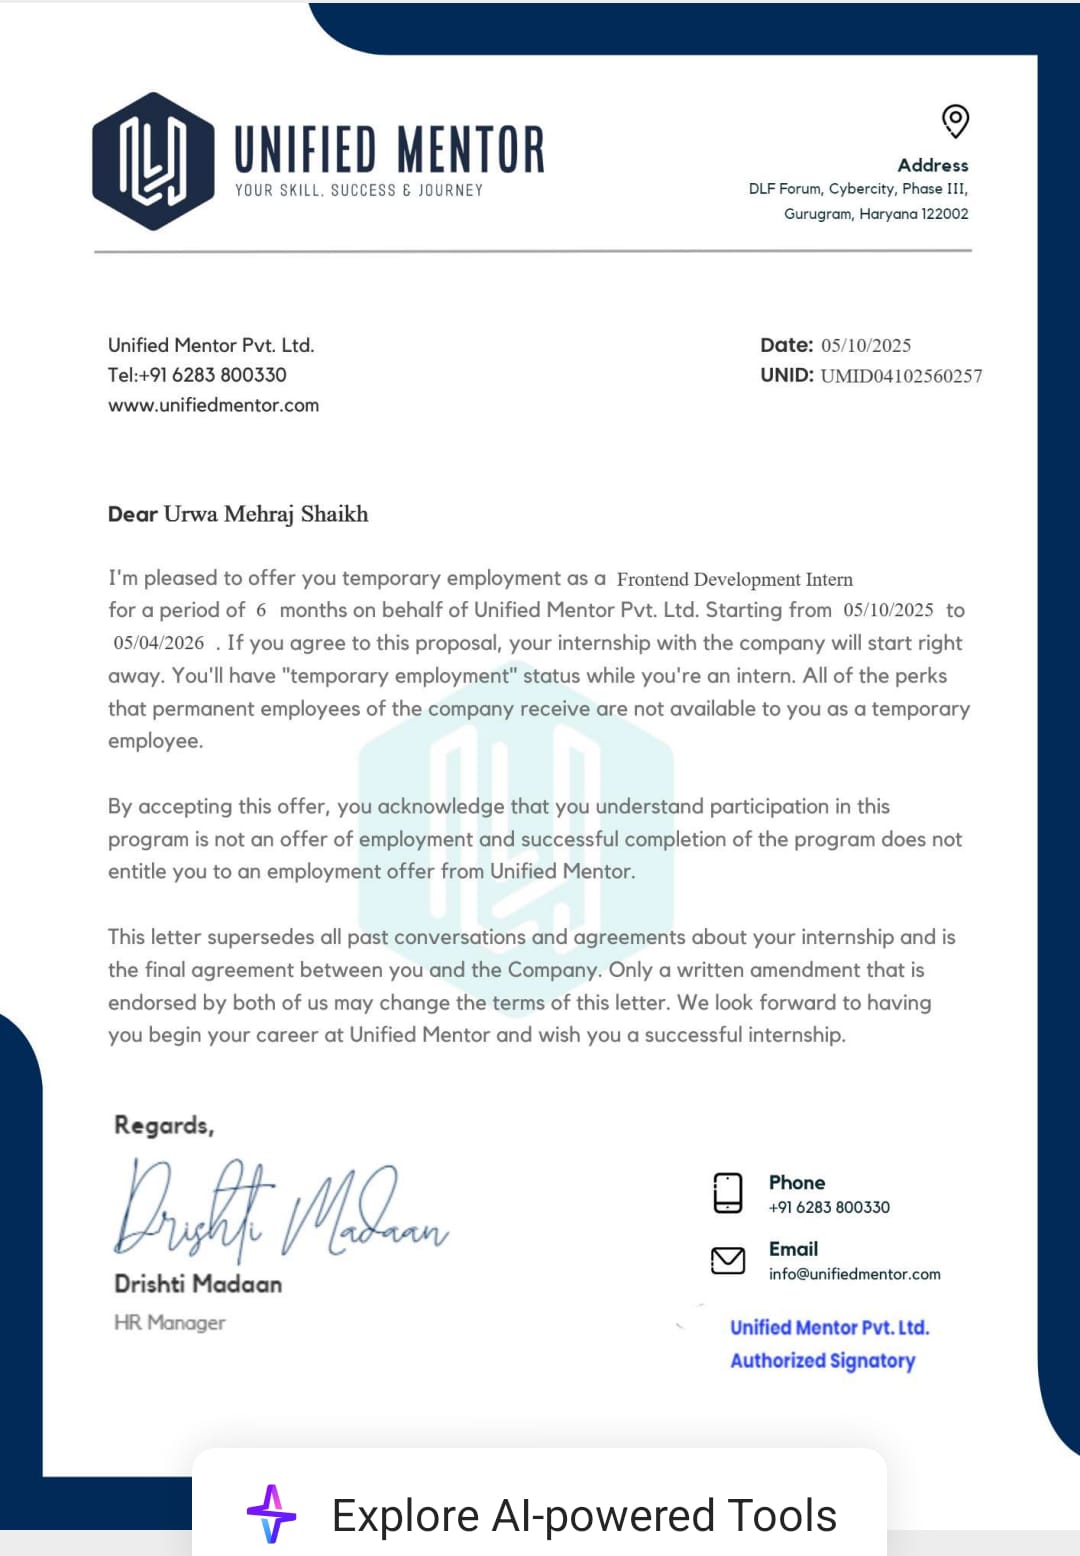 UNIFIED MENTOR
YOUR SKILL, SUCCESS & JOURNEY
Address
DLF Forum, Cybercity, Phase III,
Gurugram, Haryana 122002
Unified Mentor Pvt. Ltd.
Tel:+91 6283 800330
www.unifiedmentor.com
Date: 05/10/2025
UNID: UMID04102560257
Dear Urwa Mehraj Shaikh
I'm pleased to offer you temporary employment as a Frontend Development Intern
for a period of 6 months on behalf of Unified Mentor Pvt. Ltd. Starting from 05/10/2025 to
05/04/2026 . If you agree to this proposal, your internship with the company will start right
away. You'll have "temporary employment" status while you're an intern. All of the perks
that permanent employees of the company receive are not available to you as a temporary
employee.
By accepting this offer, you acknowledge that you understand participation in this
program is not an offer of employment and successful completion of the program does not
entitle you to an employment offer from Unified Mentor.
This letter supersedes all past conversations and agreements about your internship and is
the final agreement between you and the Company. Only a written amendment that is
endorsed by both of us may change the terms of this letter. We look forward to having
you begin your career at Unified Mentor and wish you a successful internship.
Regards,
Drishti Madaan
Drishti Madaan
HR Manager
Phone
+91 6283 800330
Email
info@unifiedmentor.com
Unified Mentor Pvt. Ltd.
Authorized Signatory
Explore AI-powered Tools